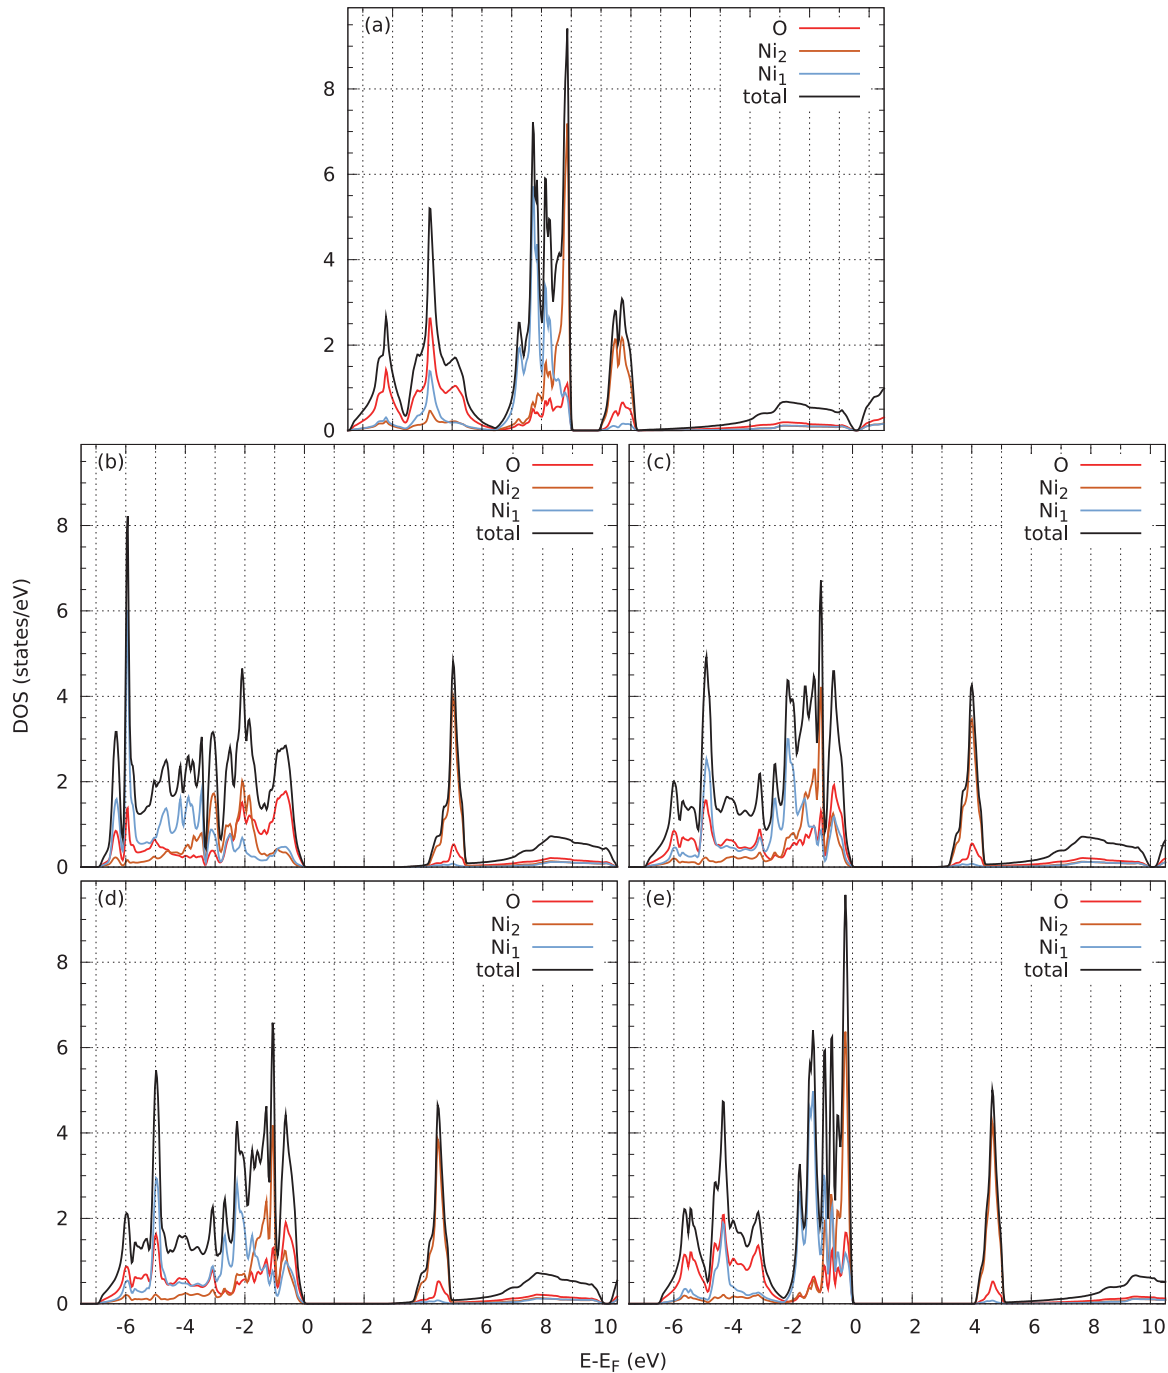 (a)
O
Ni2
Ni1
total
8
6
4
2
0
(b)
O
Ni2
Ni1
total
8
6
4
2
0
(c)
O
Ni2
Ni1
total
DOS (states/eV)
(d)
O
Ni2
Ni1
total
8
6
4
2
0
-6 -4 -2 0 2 4 6 8 10
(e)
O
Ni2
Ni1
total
-6 -4 -2 0 2 4 6 8 10
E-EF (eV)